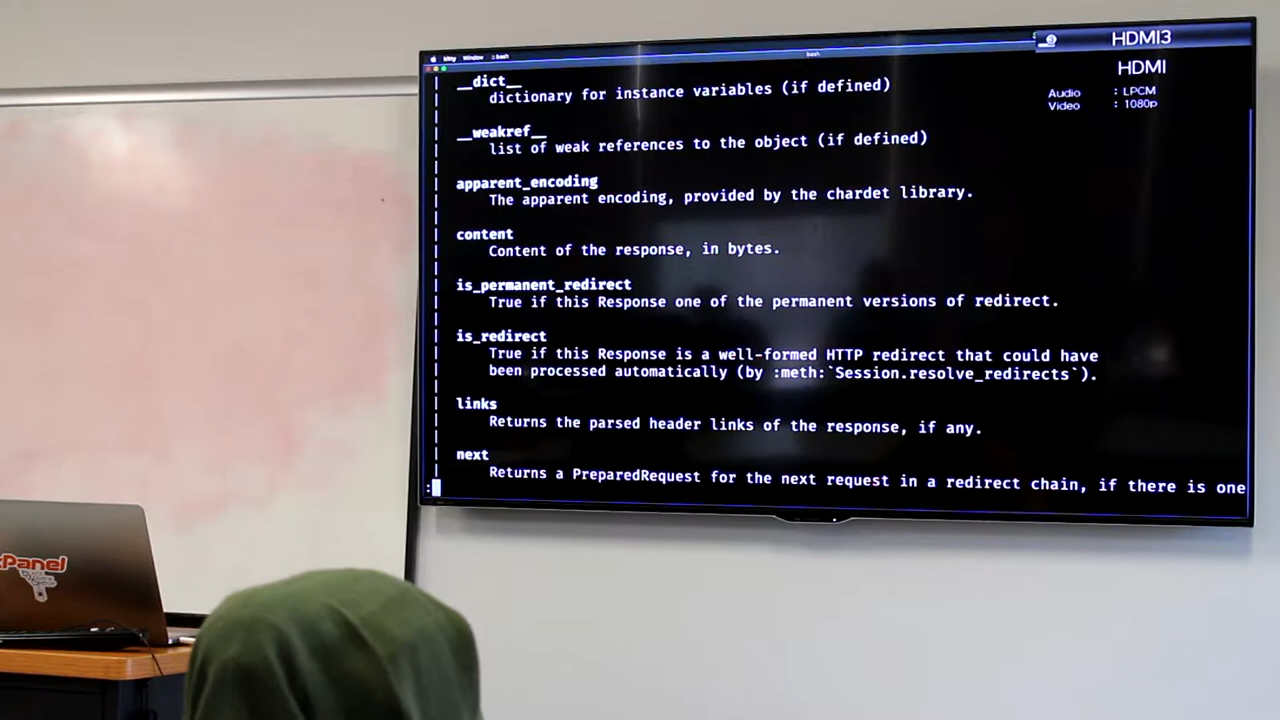 kitty Window :: bash
bash
HDMI3
HDMI
Audio : LPCM
Video : 1080p
__dict__
dictionary for instance variables (if defined)
__weakref__
list of weak references to the object (if defined)
apparent_encoding
The apparent encoding, provided by the chardet library.
content
Content of the response, in bytes.
is_permanent_redirect
True if this Response one of the permanent versions of redirect.
is_redirect
True if this Response is a well-formed HTTP redirect that could have
been processed automatically (by :meth:`Session.resolve_redirects`).
links
Returns the parsed header links of the response, if any.
next
Returns a PreparedRequest for the next request in a redirect chain, if there is one
:
cPanel